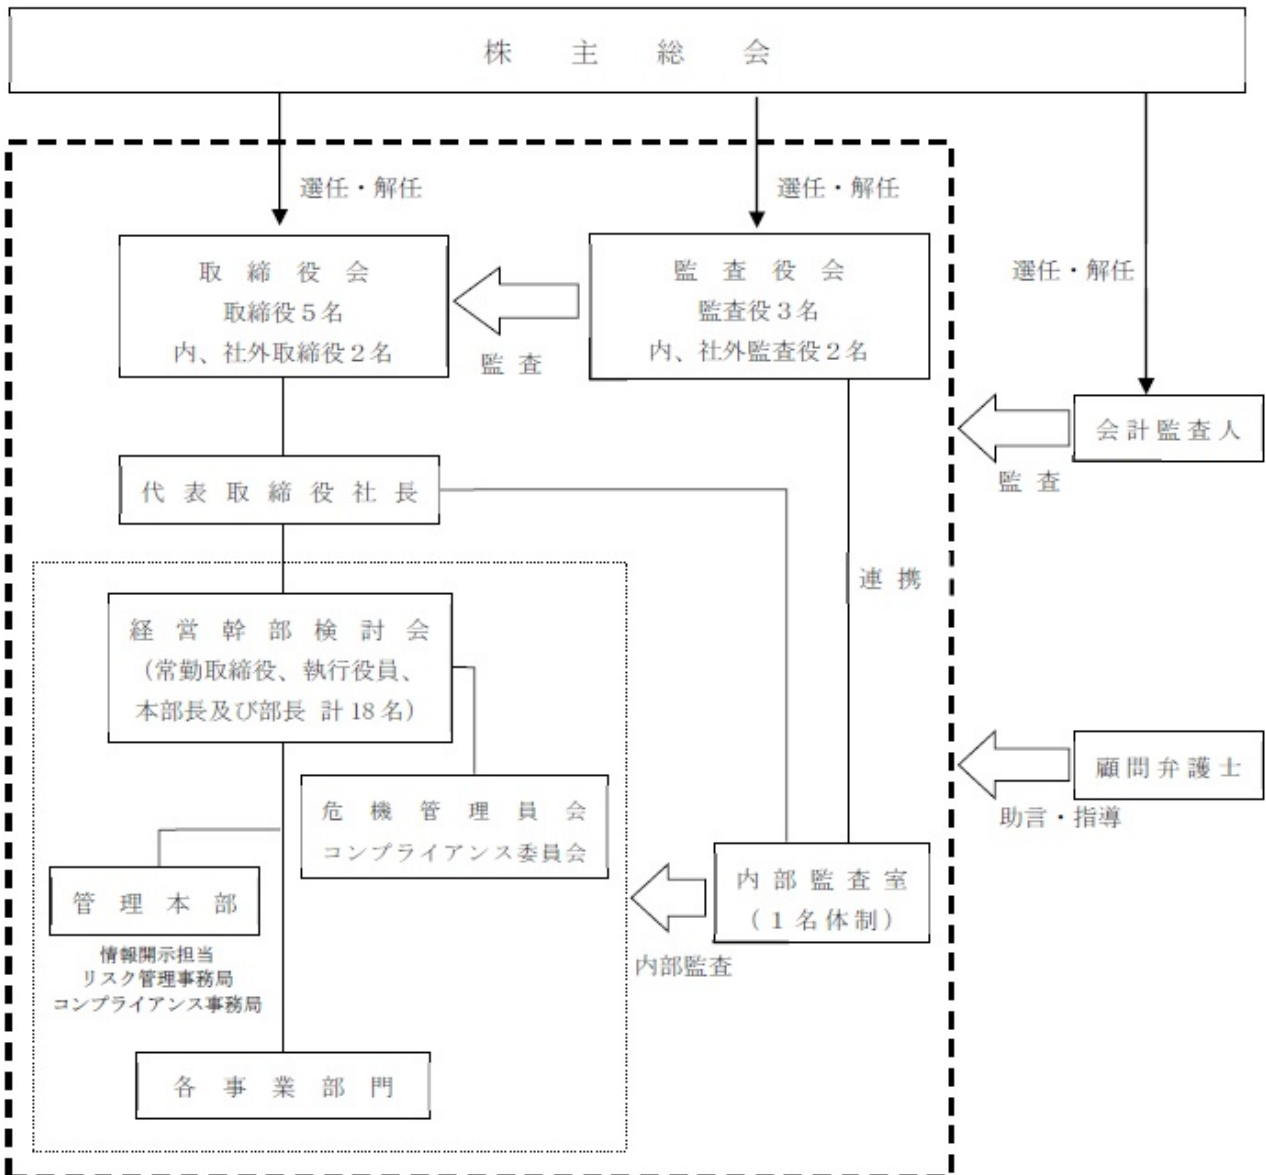 株主総会
選任・解任
選任・解任
選任・解任
取締役会
取締役5名
内、社外取締役2名
監査
監査役会
監査役3名
内、社外監査役2名
会計監査人
監査
代表取締役社長
連携
経営幹部検討会
（常勤取締役、執行役員、
本部長及び部長 計18名）
顧問弁護士
助言・指導
危機管理員会
コンプライアンス委員会
内部監査室
（1名体制）
内部監査
管理本部
情報開示担当
リスク管理事務局
コンプライアンス事務局
各事業部門